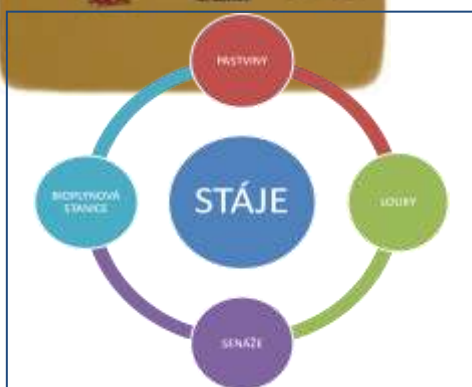 PASTVINY
BIOPLYNOVÁ
STANICE
STÁJE
LOUKY
SENÁŽE